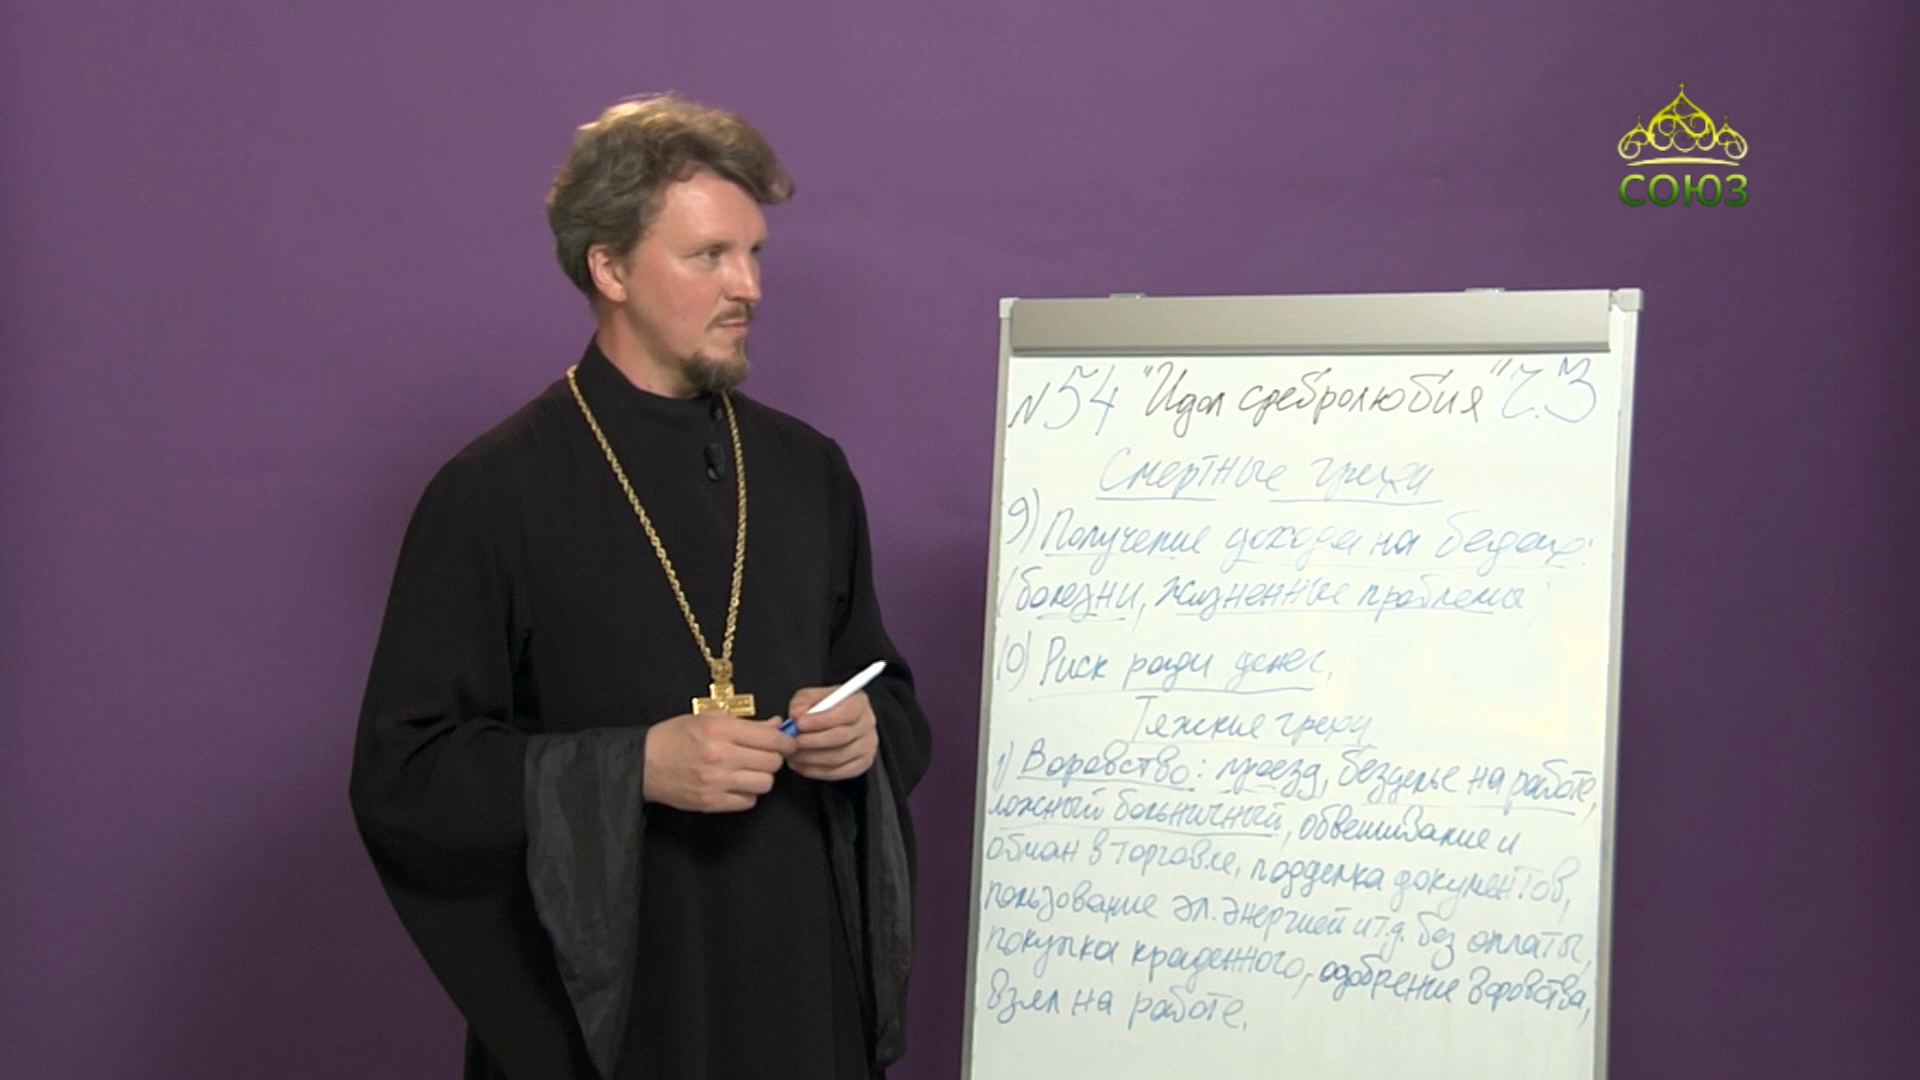 СОЮЗ
№54 "Идол сребролюбия" ч.3
Смертные грехи
9) Получение дохода на бедах:
(болезни, жизненные проблемы
10) Риск ради денег.
Тяжкие грехи
1) Воровство: проезд, безделье на работе,
ложный больничный, обвешивание и
обман в торговле, подделка документов,
пользование эл. энергией и т.д. без оплаты,
покупка краденного, одобрение воровства,
взял на работе.